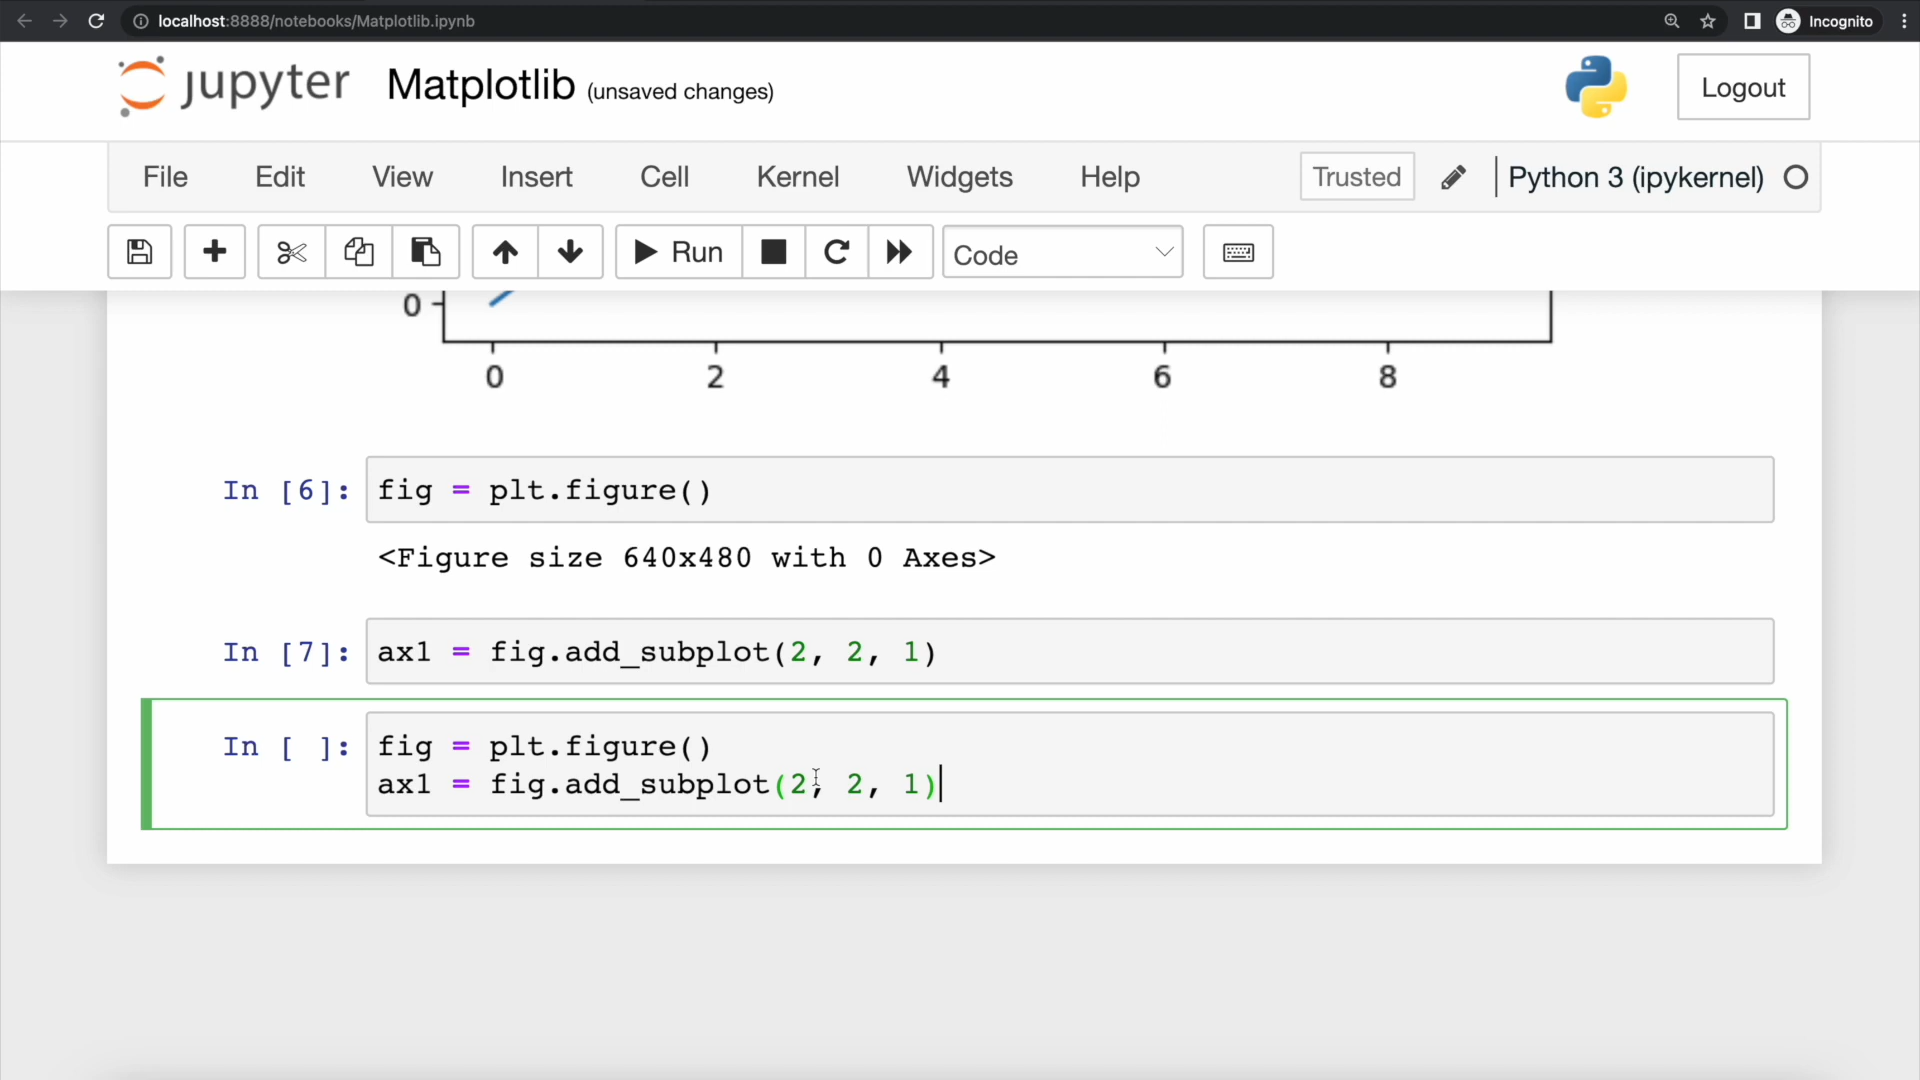 localhost:8888/notebooks/Matplotlib.ipynb Incognito
jupyter Matplotlib (unsaved changes) Logout
File Edit View Insert Cell Kernel Widgets Help Trusted Python 3 (ipykernel)
Run Code
0
0 2 4 6 8
In [6]: fig = plt.figure()
<Figure size 640x480 with 0 Axes>
In [7]: ax1 = fig.add_subplot(2, 2, 1)
In [ ]: fig = plt.figure()
ax1 = fig.add_subplot(2, 2, 1)